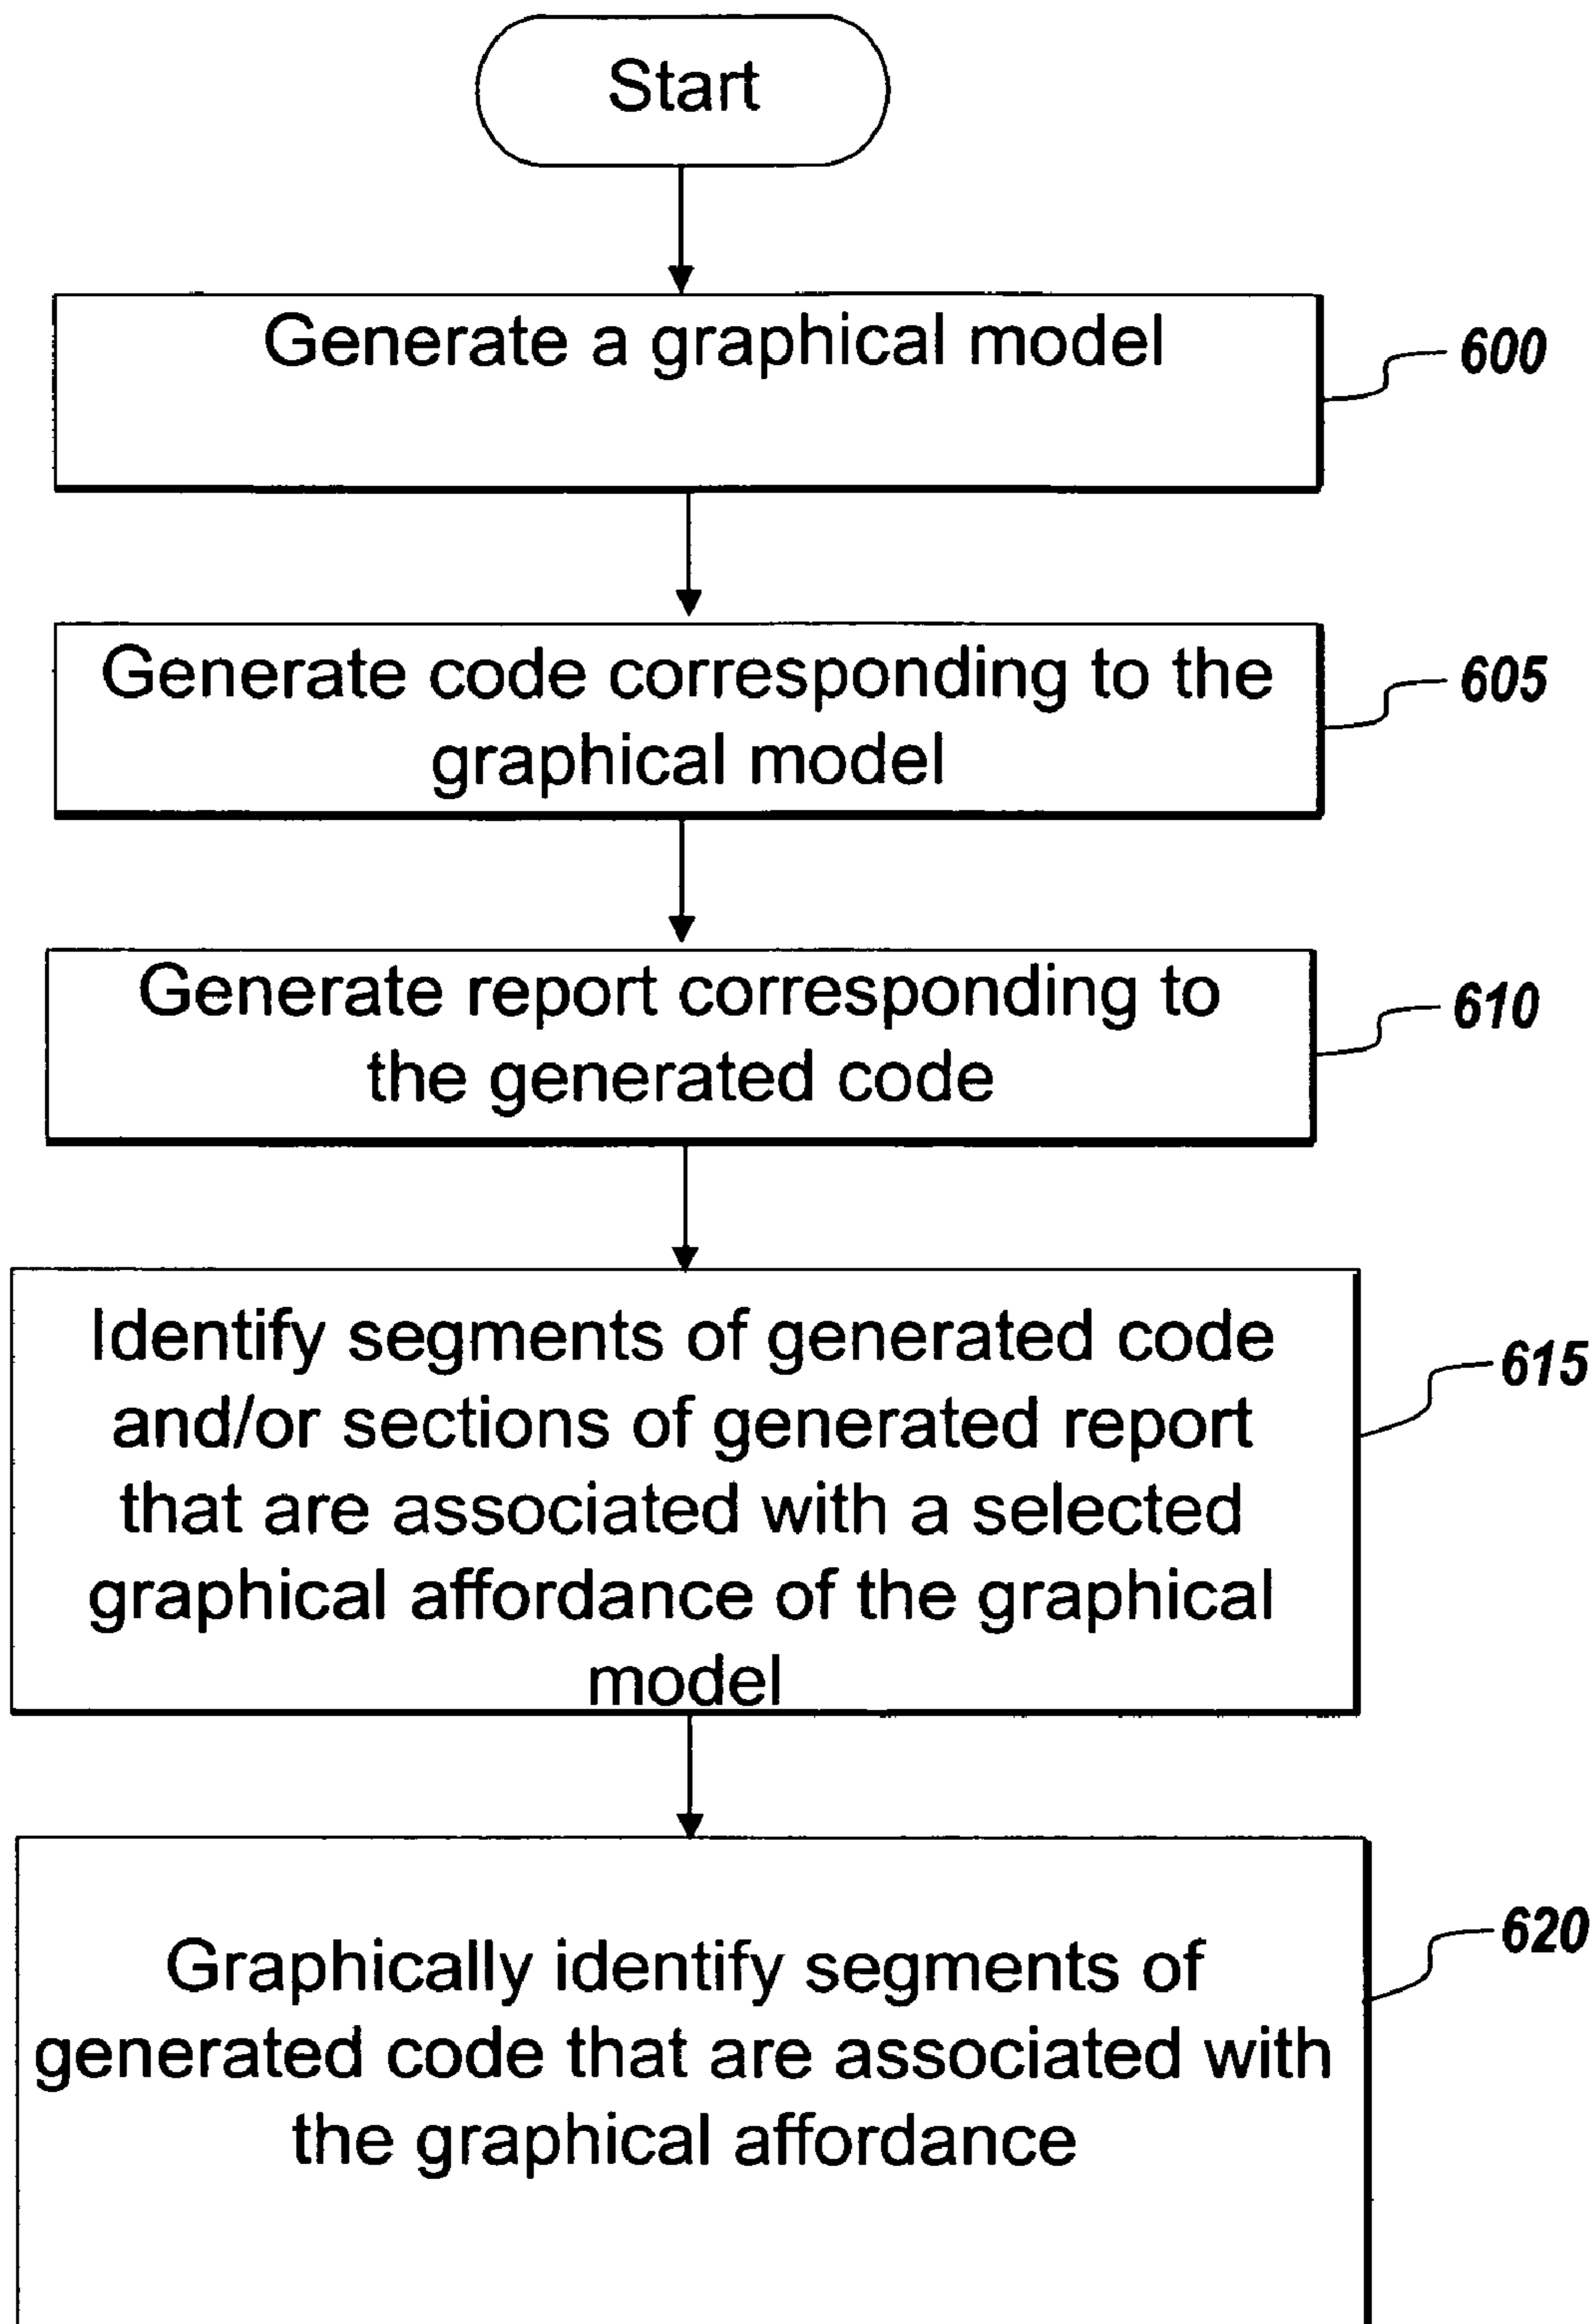 Start
Generate a graphical model
600
Generate code corresponding to the
graphical model
605
Generate report corresponding to
the generated code
610
Identify segments of generated code
and/or sections of generated report
that are associated with a selected
graphical affordance of the graphical
model
615
Graphically identify segments of
generated code that are associated with
the graphical affordance
620